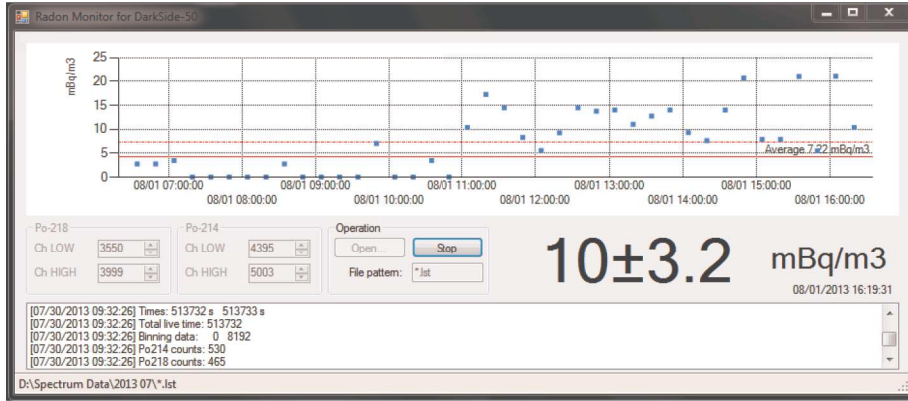 Radon Monitor for DarkSide-50
mBq/m3
25
20
15
10
5
0
Average 7.22 mBq/m3
08/01 07:00:00
08/01 08:00:00
08/01 09:00:00
08/01 10:00:00
08/01 11:00:00
08/01 12:00:00
08/01 13:00:00
08/01 14:00:00
08/01 15:00:00
08/01 16:00:00
Po-218
Ch LOW 3550
Ch HIGH 3999
Po-214
Ch LOW 4395
Ch HIGH 5003
Operation
Open... Stop
File pattern: *.lst
10±3.2 mBq/m3
08/01/2013 16:19:31
[07/30/2013 09:32:26] Times: 513732 s 513733 s
[07/30/2013 09:32:26] Total live time: 513732
[07/30/2013 09:32:26] Binning data: 0 8192
[07/30/2013 09:32:26] Po214 counts: 530
[07/30/2013 09:32:26] Po218 counts: 465
D:\Spectrum Data\2013 07\*.lst